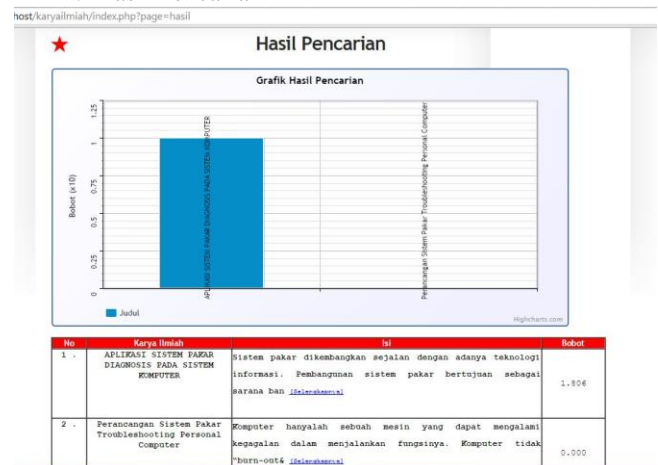 host/karyailmiah/index.php?page=hasil
Hasil Pencarian
Grafik Hasil Pencarian
Bobot (x10)
1.25
1
0.75
0.5
0.25
0
APLIKASI SISTEM PAKAR DIAGNOSIS PADA SISTEM KOMPUTER
Perancangan Sistem Pakar Troubleshooting Personal Computer
Judul
Highcharts.com
No Karya Ilmiah Isi Bobot
1 . APLIKASI SISTEM PAKAR
DIAGNOSIS PADA SISTEM
KOMPUTER
Sistem pakar dikembangkan sejalan dengan adanya teknologi
informasi. Pembangunan sistem pakar bertujuan sebagai
sarana ban [Selengkapnya]
1.806
2 . Perancangan Sistem Pakar
Troubleshooting Personal
Computer
Komputer hanyalah sebuah mesin yang dapat mengalami
kegagalan dalam menjalankan fungsinya. Komputer tidak
"burn-out& [Selengkapnya]
0.000